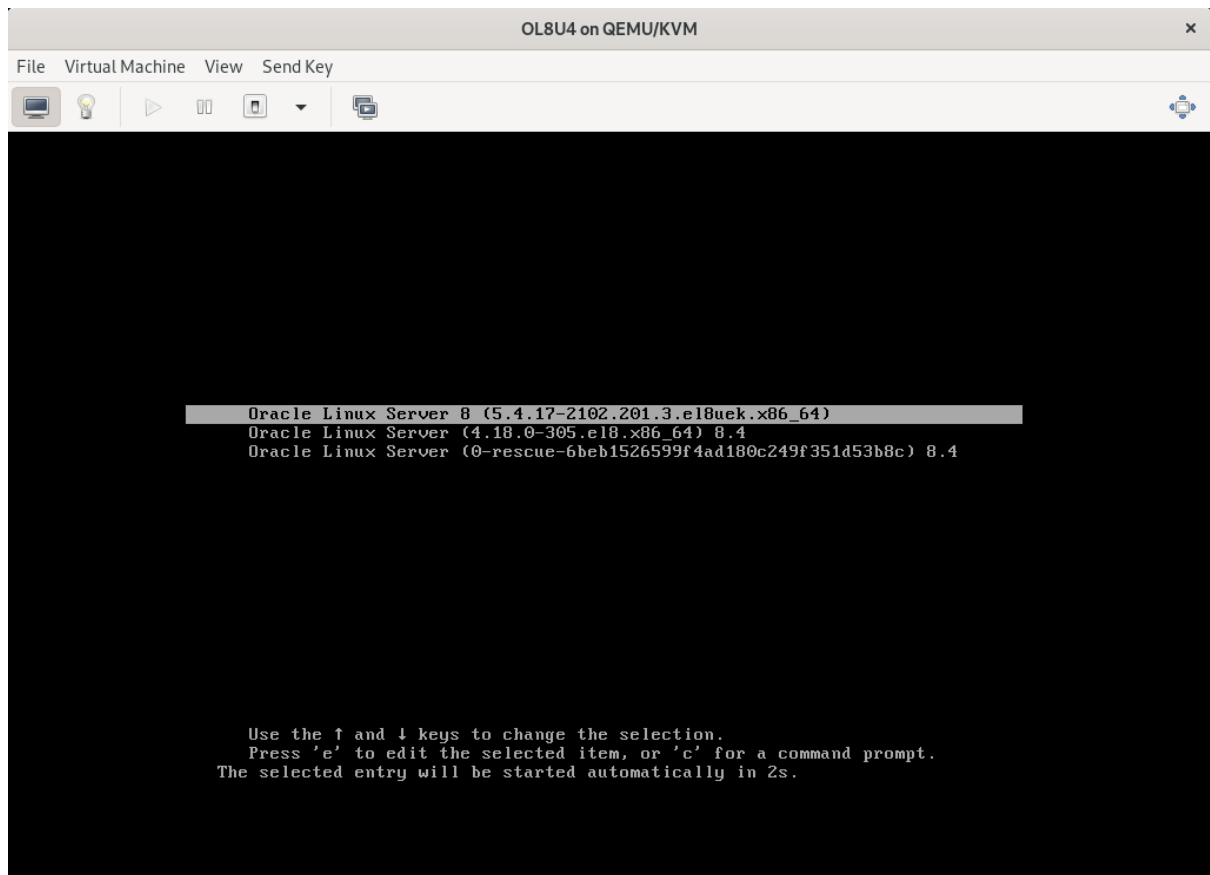 OL8U4 on QEMU/KVM
File Virtual Machine View Send Key
Oracle Linux Server 8 (5.4.17-2102.201.3.el8uek.x86_64)
Oracle Linux Server (4.18.0-305.el8.x86_64) 8.4
Oracle Linux Server (0-rescue-6beb1526599f4ad180c249f351d53b8c) 8.4
Use the ↑ and ↓ keys to change the selection.
Press 'e' to edit the selected item, or 'c' for a command prompt.
The selected entry will be started automatically in 2s.